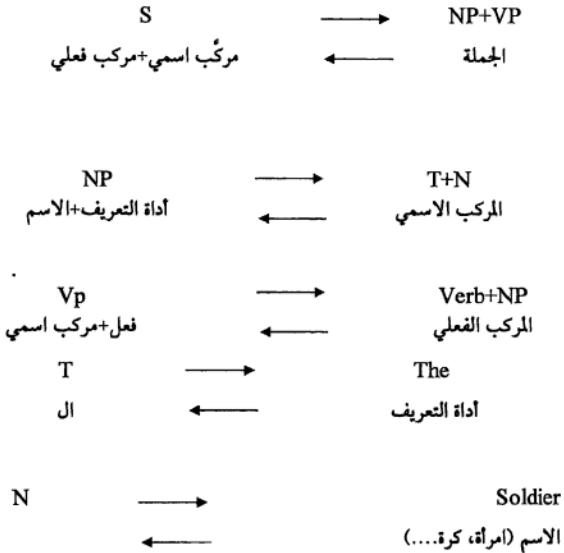 S → NP+VP
الجملة ← مركَّب اسمي+مركب فعلي
NP → T+N
المركب الاسمي ← أداة التعريف+الاسم
Vp → Verb+NP
المركب الفعلي ← فعل+مركب اسمي
T → The
أداة التعريف ← ال
N → Soldier
الاسم (امرأة، كرة....) ←